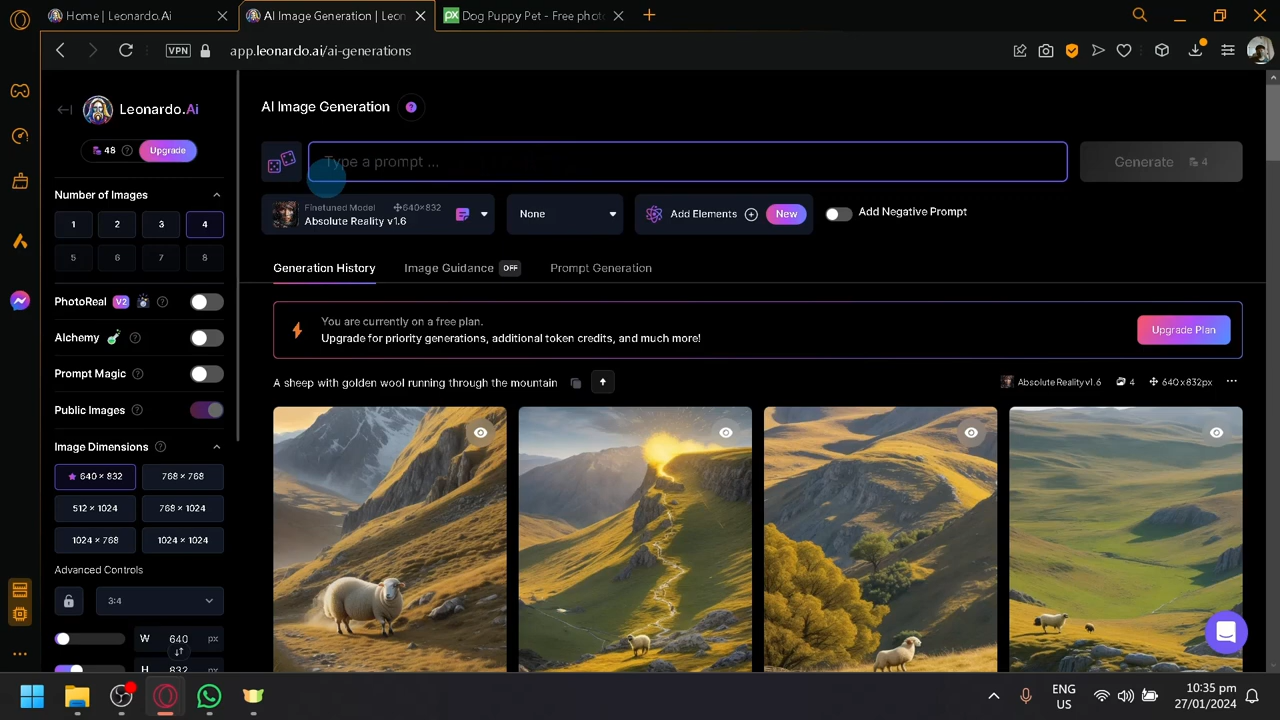 Home | Leonardo.Ai
AI Image Generation | Leon
Dog Puppy Pet - Free phot
VPN
app.leonardo.ai/ai-generations
Leonardo.Ai
48
Upgrade
Number of Images
1
2
3
4
5
6
7
8
PhotoReal V2
Alchemy
Prompt Magic
Public Images
Image Dimensions
640 × 832
768 × 768
512 × 1024
768 × 1024
1024 × 768
1024 × 1024
Advanced Controls
3:4
W 640 px
H 832 px
AI Image Generation ?
Type a prompt ...
Generate 4
Finetuned Model 640×832
Absolute Reality v1.6
None
Add Elements
New
Add Negative Prompt
Generation History
Image Guidance OFF
Prompt Generation
You are currently on a free plan.
Upgrade for priority generations, additional token credits, and much more!
Upgrade Plan
A sheep with golden wool running through the mountain
Absolute Reality v1.6 4 640x832px
ENG
US
10:35 pm
27/01/2024